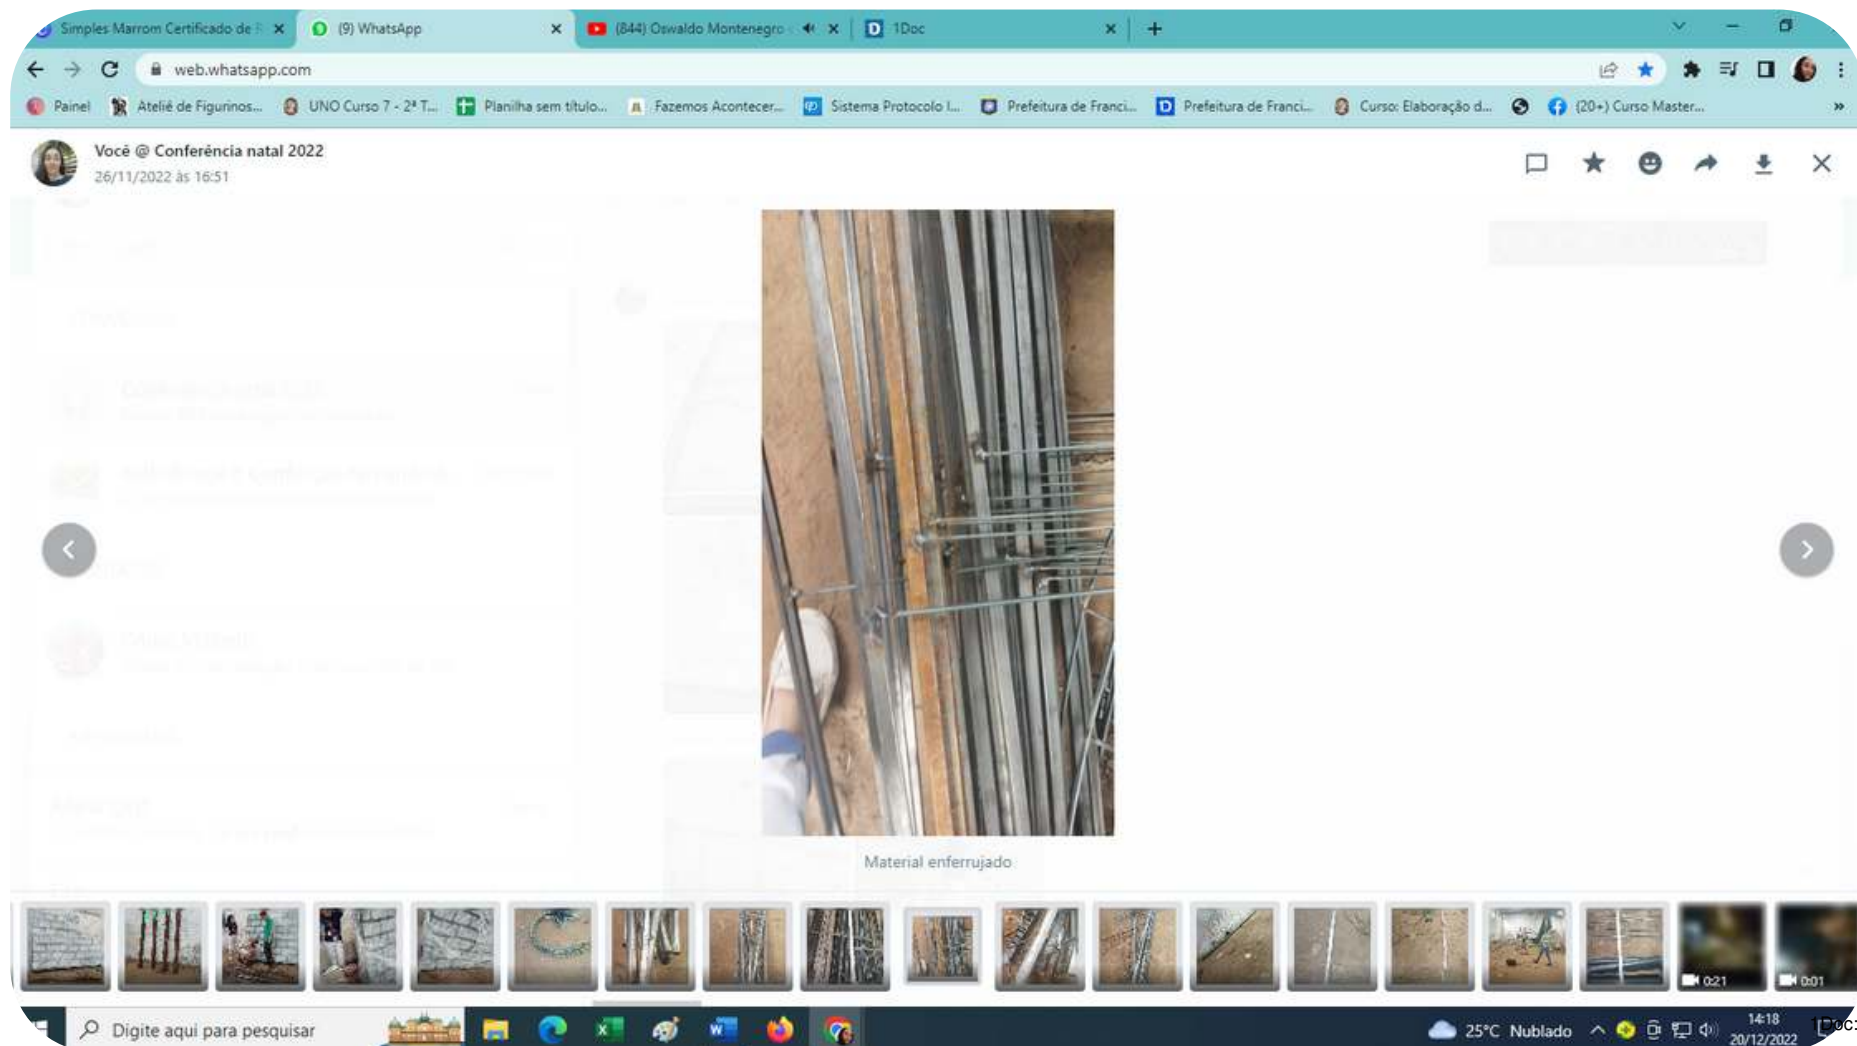 Simples Marrom Certificado de
(9) WhatsApp
(844) Oswaldo Montenegro
1Doc
web.whatsapp.com
Painel
Ateliê de Figurinos...
UNO Curso 7 - 2ª T...
Planilha sem título...
Fazemos Acontecer...
Sistema Protocolo I...
Prefeitura de Franci...
Prefeitura de Franci...
Curso: Elaboração d...
(20+) Curso Master...
Você @ Conferência natal 2022
26/11/2022 às 16:51
Material enferrujado
0:21
0:01
Digite aqui para pesquisar
25°C Nublado
14:18
20/12/2022
1Doc: